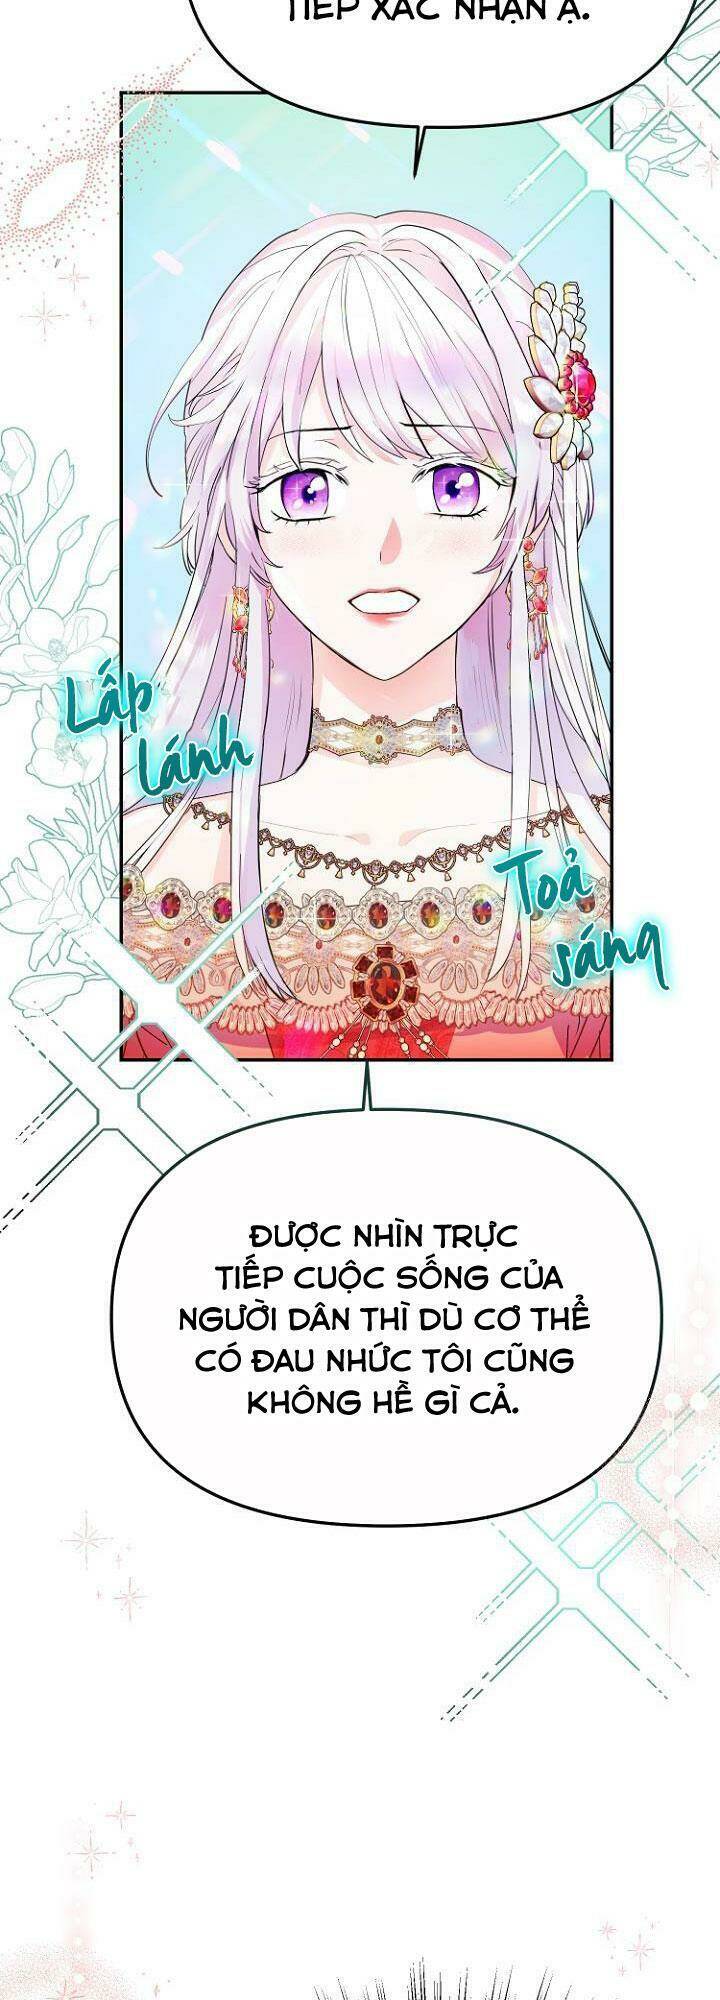 TIẾP XÁC NHẬN Ạ.
Lấp
lánh
Toả
sáng
ĐƯỢC NHÌN TRỰC
TIẾP CUỘC SỐNG CỦA
NGƯỜI DÂN THÌ DÙ CƠ THỂ
CÓ ĐAU NHỨC TÔI CŨNG
KHÔNG HỀ GÌ CẢ.